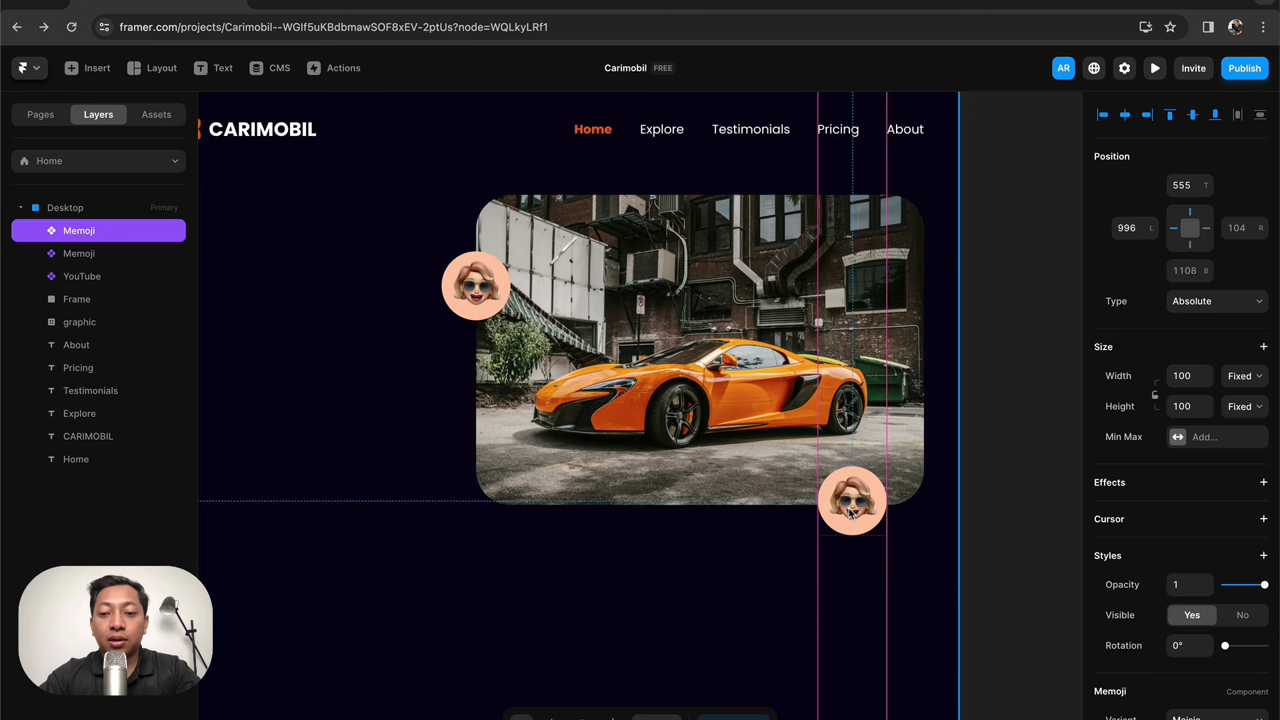 framer.com/projects/Carimobil--WGlf5uKBdbmawSOF8xEV-2ptUs?node=WQLkyLRf1
Insert Layout Text CMS Actions
Carimobil FREE
AR Invite Publish
Pages Layers Assets
Home
Desktop Primary
Memoji
Memoji
YouTube
Frame
graphic
About
Pricing
Testimonials
Explore
CARIMOBIL
Home
CARIMOBIL Home Explore Testimonials Pricing About
Position
555 T
996 L 104 R
1108 B
Type Absolute
Size
Width 100 Fixed
Height 100 Fixed
Min Max Add...
Effects
Cursor
Styles
Opacity 1
Visible Yes No
Rotation 0°
Memoji Component